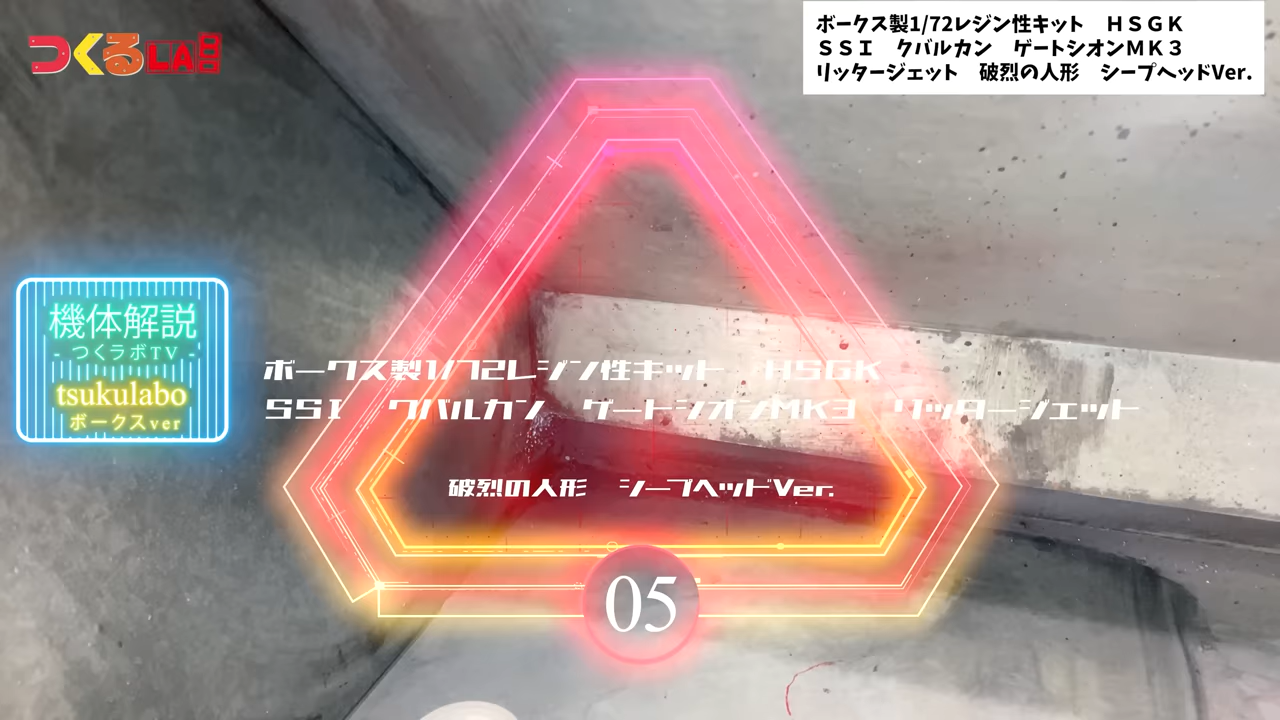 つくるLABO
ボークス製1/72レジン性キット　ＨＳＧＫ
ＳＳＩ　クバルカン　ゲートシオンＭＫ３
リッタージェット　破烈の人形　シープヘッドVer.
機体解説
- つくラボTV -
tsukulabo
ボークスver
ボークス製1/72レジン性キット　HSGK
SSI　クバルカン　ゲートシオンMK3　リッタージェット
破烈の人形　シープヘッドVer.
05